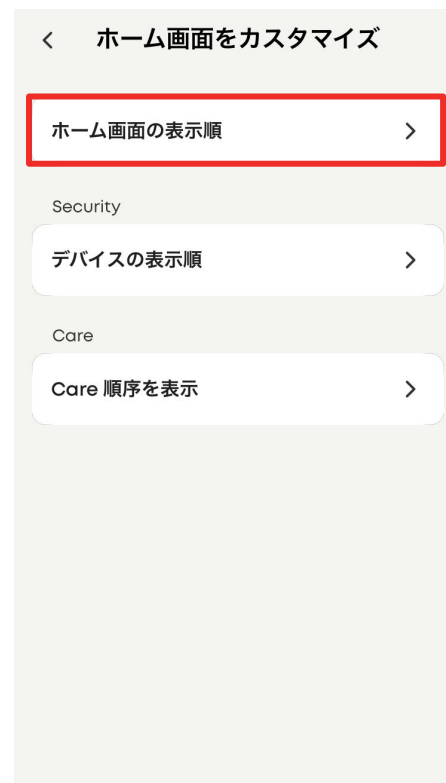 ホーム画面をカスタマイズ
ホーム画面の表示順
Security
デバイスの表示順
Care
Care 順序を表示